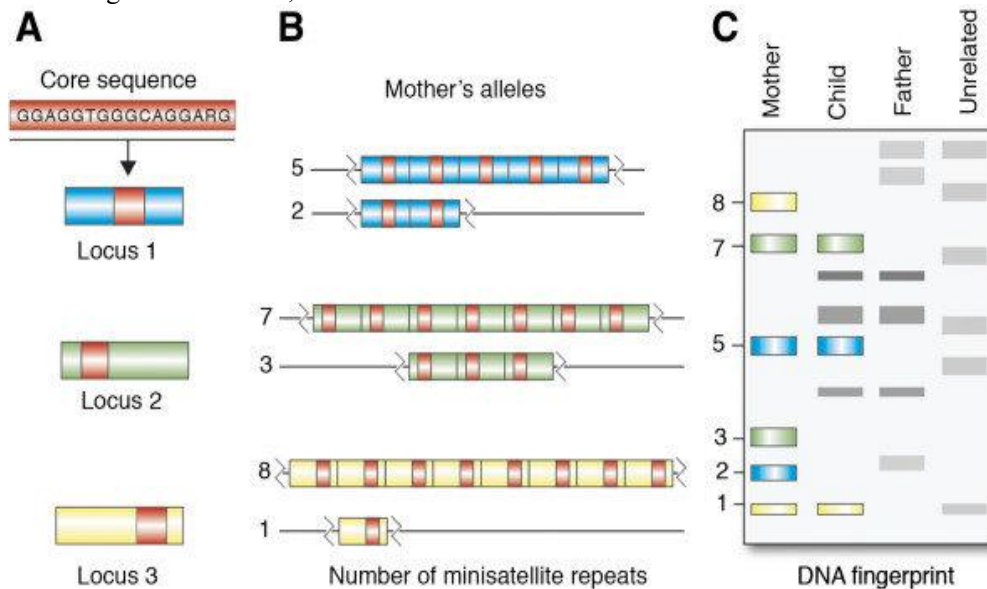 A
Core sequence
GGAGGTGGGCAGGARG
Locus 1
Locus 2
Locus 3
B
Mother's alleles
5
2
7
3
8
1
Number of minisatellite repeats
C
Mother
Child
Father
Unrelated
8
7
5
3
2
1
DNA fingerprint